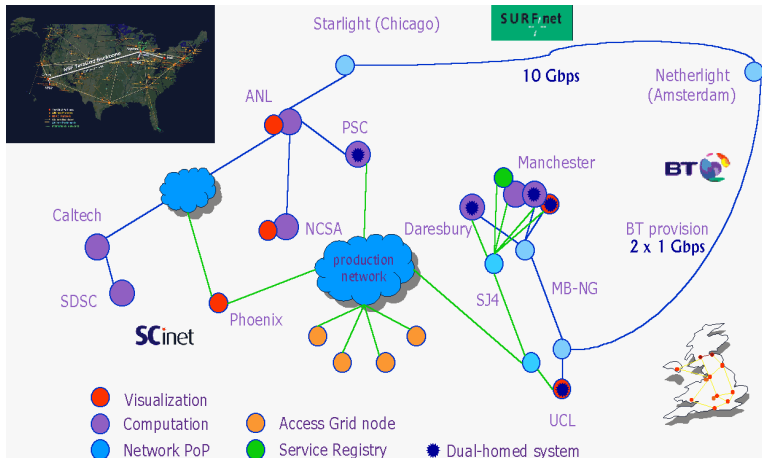 Starlight (Chicago)
SURFnet
10 Gbps
Netherlight
(Amsterdam)
ANL
PSC
Manchester
BT
Caltech
NCSA
Daresbury
BT provision
2 x 1 Gbps
production
network
SDSC
Phoenix
SJ4
MB-NG
SCinet
UCL
Visualization
Computation
Network PoP
Access Grid node
Service Registry
Dual-homed system